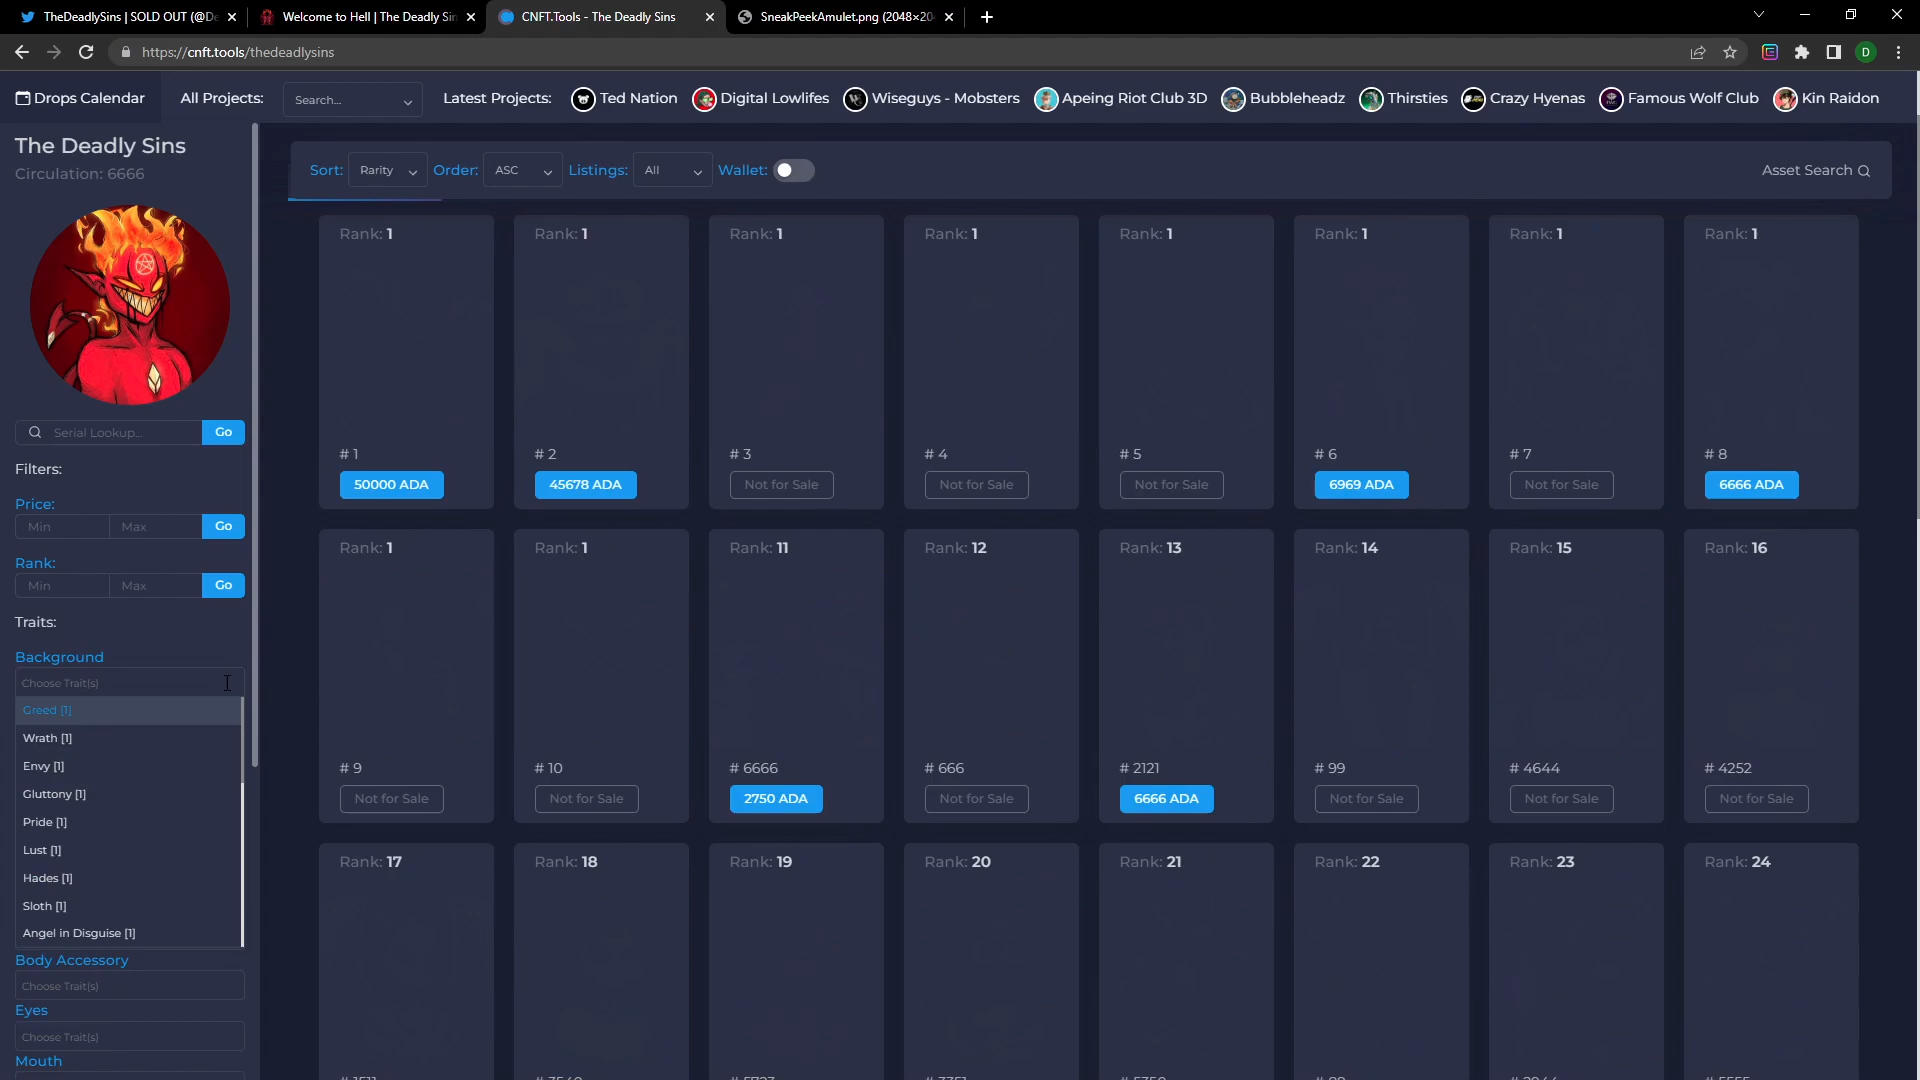 TheDeadlySins | SOLD OUT (@De
Welcome to Hell | The Deadly Sin
CNFT.Tools - The Deadly Sins
SneakPeekAmulet.png (2048×20
https://cnft.tools/thedeadlysins
D
Drops Calendar
All Projects:
Search...
Latest Projects:
Ted Nation
Digital Lowlifes
Wiseguys - Mobsters
Apeing Riot Club 3D
Bubbleheadz
Thirsties
Crazy Hyenas
Famous Wolf Club
Kin Raidon
The Deadly Sins
Circulation: 6666
Serial Lookup...
Go
Filters:
Price:
Min
Max
Go
Rank:
Min
Max
Go
Traits:
Background
Choose Trait(s)
Greed [1]
Wrath [1]
Envy [1]
Gluttony [1]
Pride [1]
Lust [1]
Hades [1]
Sloth [1]
Angel in Disguise [1]
Body Accessory
Choose Trait(s)
Eyes
Choose Trait(s)
Mouth
Sort:
Rarity
Order:
ASC
Listings:
All
Wallet:
Asset Search
Rank: 1
# 1
50000 ADA
Rank: 1
# 2
45678 ADA
Rank: 1
# 3
Not for Sale
Rank: 1
# 4
Not for Sale
Rank: 1
# 5
Not for Sale
Rank: 1
# 6
6969 ADA
Rank: 1
# 7
Not for Sale
Rank: 1
# 8
6666 ADA
Rank: 1
# 9
Not for Sale
Rank: 1
# 10
Not for Sale
Rank: 11
# 6666
2750 ADA
Rank: 12
# 666
Not for Sale
Rank: 13
# 2121
6666 ADA
Rank: 14
# 99
Not for Sale
Rank: 15
# 4644
Not for Sale
Rank: 16
# 4252
Not for Sale
Rank: 17
Rank: 18
Rank: 19
Rank: 20
Rank: 21
Rank: 22
Rank: 23
Rank: 24